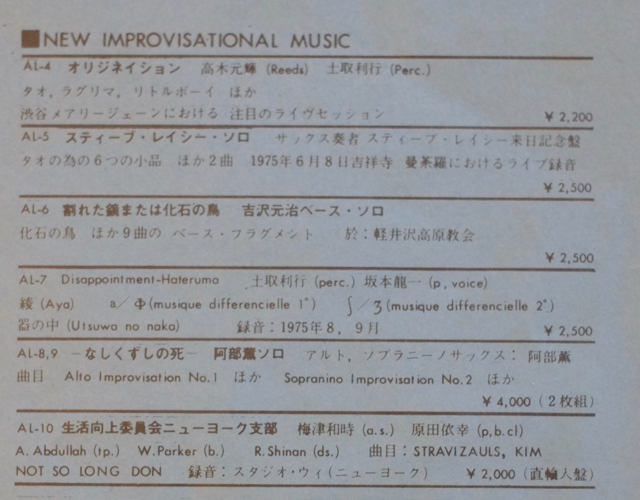 ■NEW IMPROVISATIONAL MUSIC
AL-4 オリジネイション 高木元輝 (Reeds) 土取利行 (Perc.)
タオ, ラグリマ, リトルボーイ ほか
渋谷メアリージェーンにおける 注目のライヴセッション ¥ 2,200
AL-5 スティーブ・レイシー・ソロ サックス奏者 スティーブ・レイシー来日記念盤
タオの為の6つの小品 ほか2曲 1975年6月8日吉祥寺 曼荼羅におけるライブ録音
¥ 2,500
AL-6 割れた鏡または化石の鳥 吉沢元治ベース・ソロ
化石の鳥 ほか9曲の ベース・フラグメント 於：軽井沢高原教会
¥ 2,500
AL-7 Disappointment-Hateruma 土取利行 (perc.) 坂本龍一 (p, voice)
綾 (Aya) a/Φ(musique differencielle 1°) ∫/3(musique differencielle 2°)
器の中 (Utsuwa no naka) 録音：1975年8, 9月 ¥ 2,500
AL-8,9 —なしくずしの死— 阿部薫ソロ アルト, ソプラニーノサックス：阿部薫
曲目 Alto Improvisation No.1 ほか Sopranino Improvisation No.2 ほか
¥ 4,000 (2枚組)
AL-10 生活向上委員会ニューヨーク支部 梅津和時 (a.s.) 原田依幸 (p,b.cl)
A. Abdullah (tp.) W.Parker (b.) R.Shinan (ds.) 曲目：STRAVIZAULS, KIM
NOT SO LONG DON 録音：スタジオ・ウィ(ニューヨーク) ¥ 2,000 (直輸入盤)